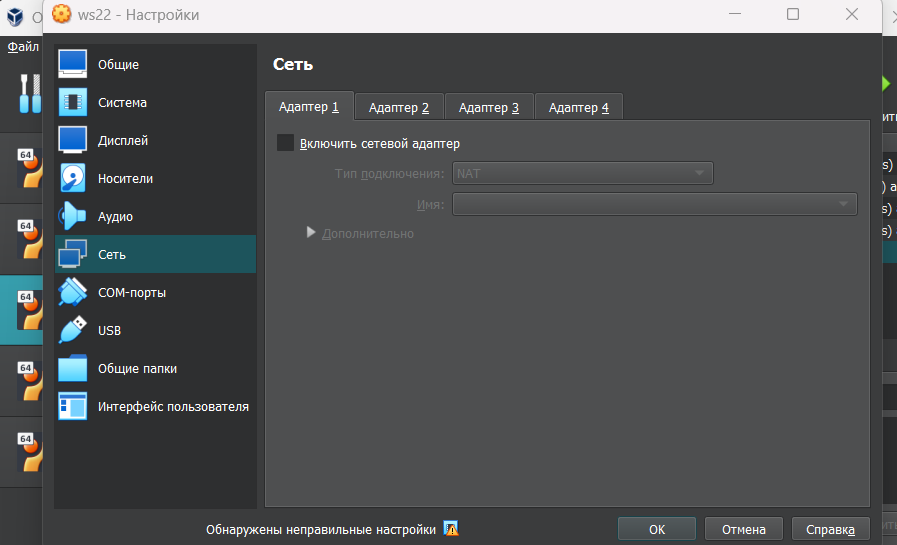 ws22 - Настройки
Файл
Общие
Система
Дисплей
Носители
Аудио
Сеть
COM-порты
USB
Общие папки
Интерфейс пользователя
Сеть
Адаптер 1 Адаптер 2 Адаптер 3 Адаптер 4
Включить сетевой адаптер
Тип подключения: NAT
Имя:
Дополнительно
Обнаружены неправильные настройки
OK Отмена Справка
64
64
64
64
64